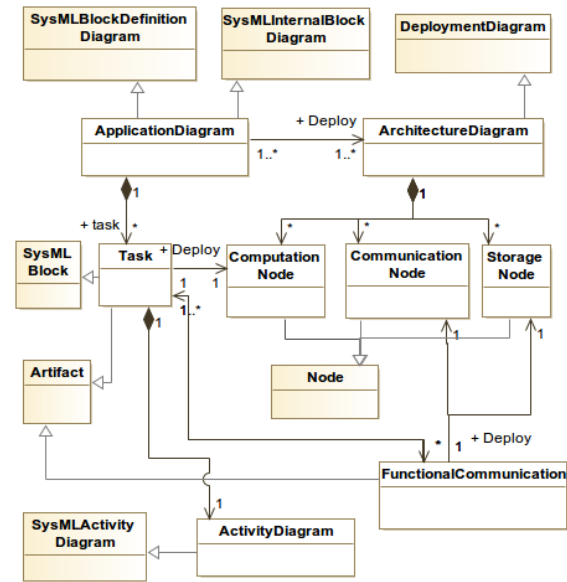 SysMLBlockDefinition
Diagram
SysMLInternalBlock
Diagram
DeploymentDiagram
ApplicationDiagram
+ Deploy
ArchitectureDiagram
1..*
1..*
1
1
+ task
*
*
*
*
SysML
Block
Task
+ Deploy
Computation
Node
Communication
Node
Storage
Node
1
1
1..*
1
1
1
Artifact
Node
*
1
+ Deploy
FunctionalCommunication
1
SysMLActivity
Diagram
ActivityDiagram